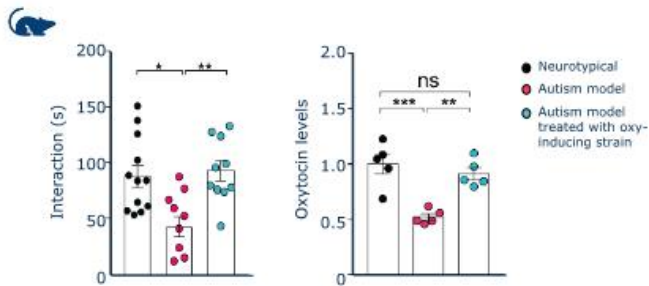 200
150
100
50
0
Interaction (s)
*
**
2.0
1.5
1.0
0.5
0
Oxytocin levels
ns
***
**
Neurotypical
Autism model
Autism model
treated with oxy-
inducing strain